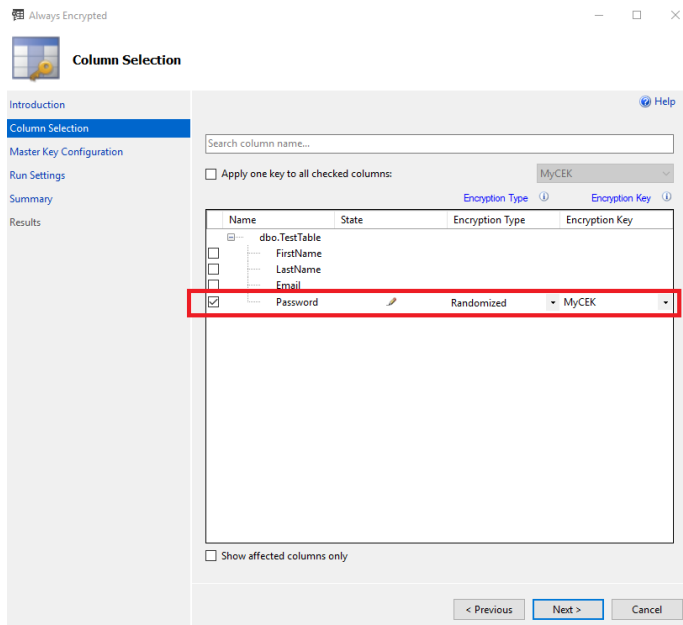 Always Encrypted
Column Selection
Introduction
Column Selection
Master Key Configuration
Run Settings
Summary
Results
Help
Search column name...
Apply one key to all checked columns:
MyCEK
Encryption Type
Encryption Key
Name State Encryption Type Encryption Key
dbo.TestTable
FirstName
LastName
Email
Password Randomized MyCEK
Show affected columns only
< Previous
Next >
Cancel